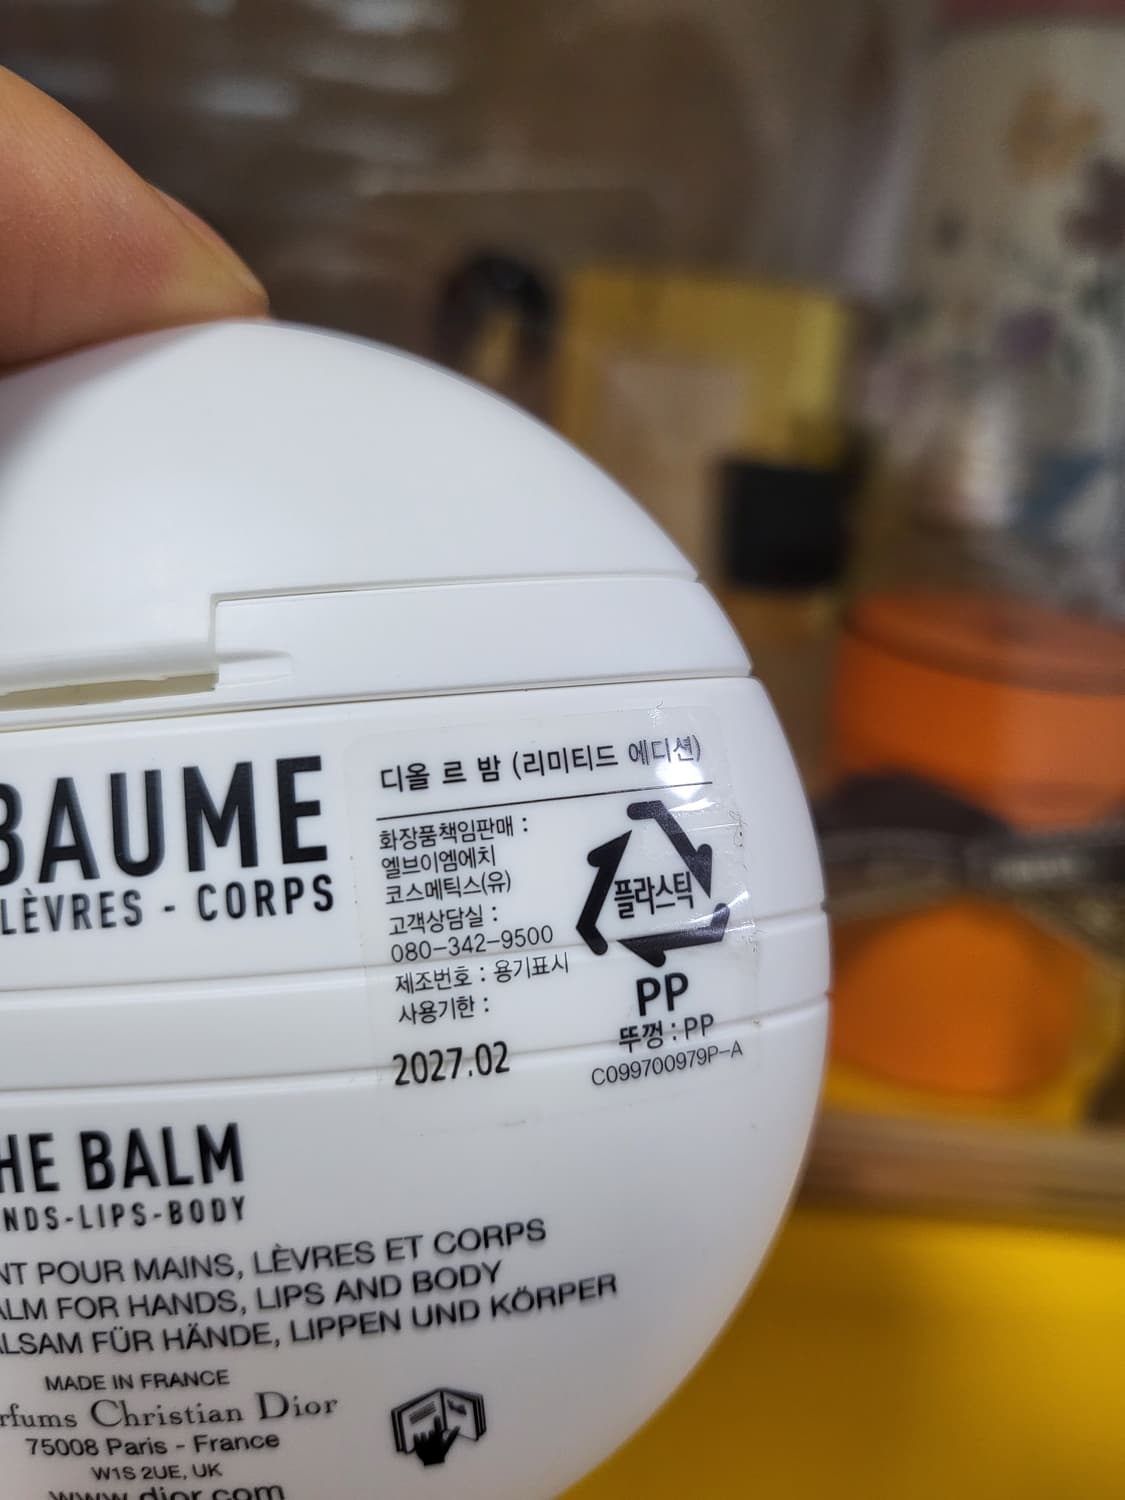 BAUME
LÈVRES - CORPS
디올 르 밤 (리미티드 에디션)
화장품책임판매 :
엘브이엠에치
코스메틱스(유)
고객상담실 :
080-342-9500
제조번호 : 용기표시
사용기한 :
2027.02
플라스틱
PP
뚜껑 : PP
C099700979P-A
HE BALM
NDS-LIPS-BODY
NT POUR MAINS, LÈVRES ET CORPS
ALM FOR HANDS, LIPS AND BODY
ALSAM FÜR HÄNDE, LIPPEN UND KÖRPER
MADE IN FRANCE
rfums Christian Dior
75008 Paris - France
W1S 2UE, UK
www.dior.com